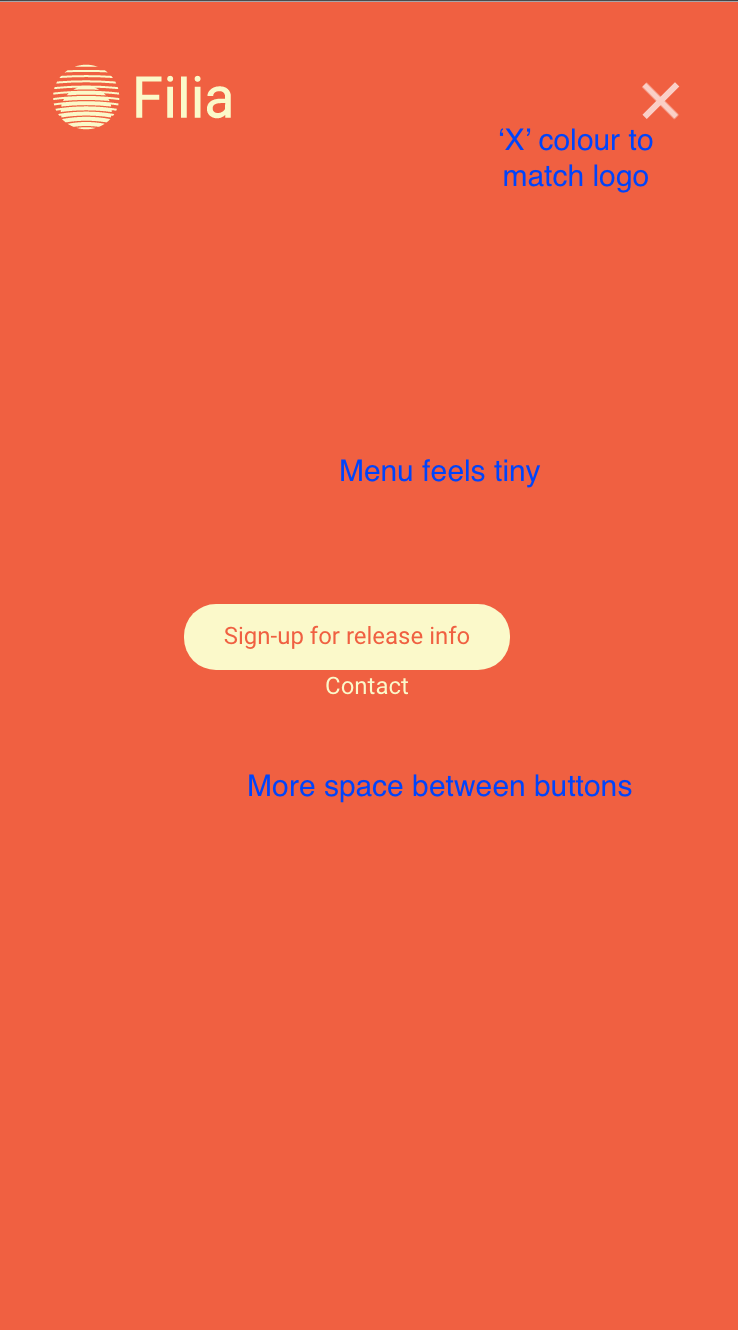 Filia
‘X’ colour to
match logo
Menu feels tiny
Sign-up for release info
Contact
More space between buttons